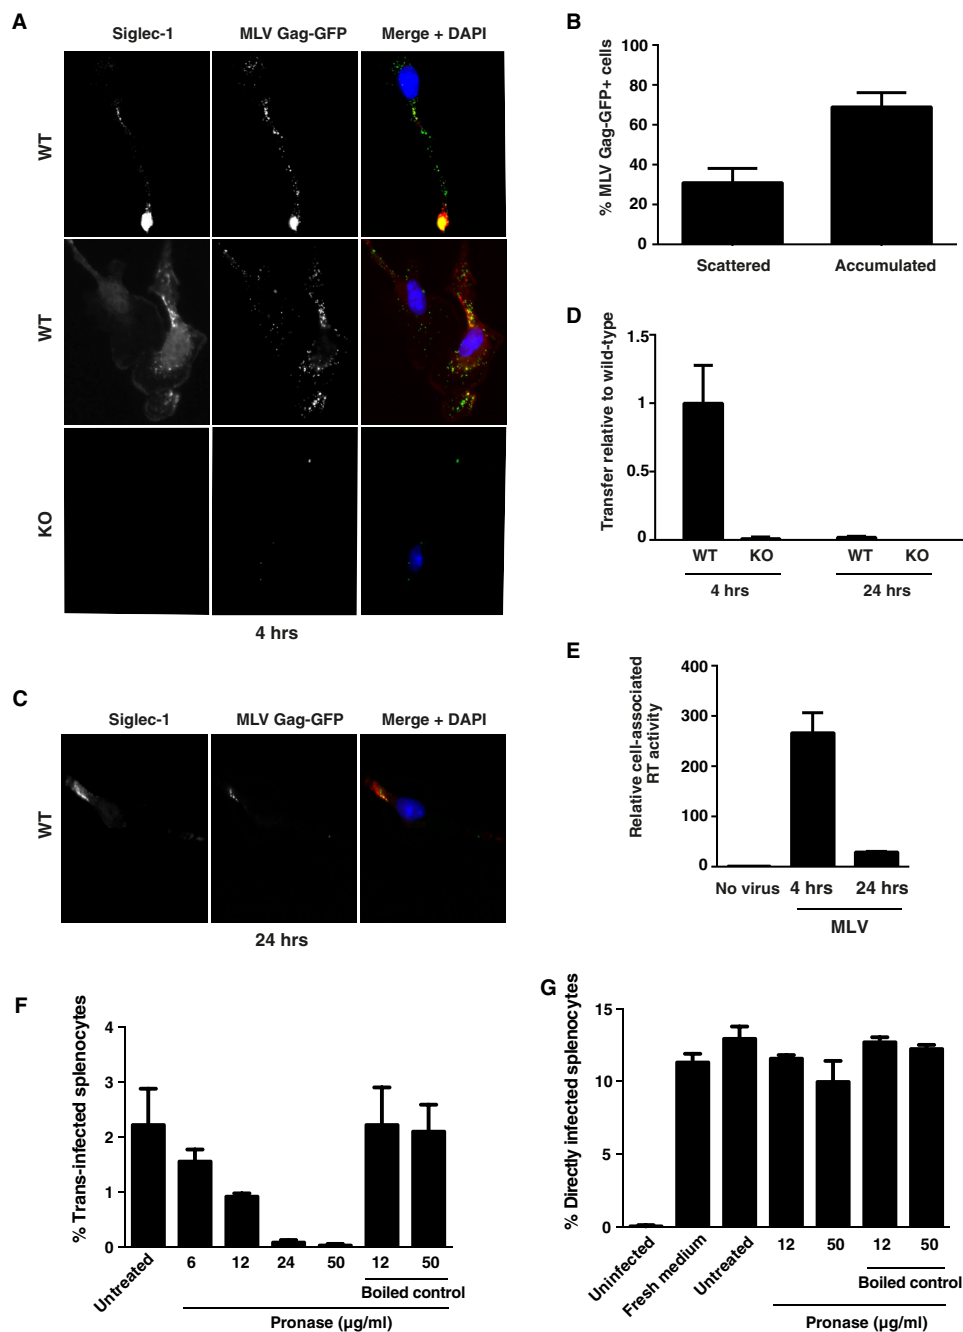 A
Siglec-1 MLV Gag-GFP Merge + DAPI
WT
WT
KO
4 hrs
B
% MLV Gag-GFP+ cells
100
80
60
40
20
0
Scattered Accumulated
C
Siglec-1 MLV Gag-GFP Merge + DAPI
WT
24 hrs
D
Transfer relative to wild-type
1.5
1
0.5
0
WT KO WT KO
4 hrs 24 hrs
E
Relative cell-associated
RT activity
400
300
200
100
0
No virus 4 hrs 24 hrs
MLV
F
% Trans-infected splenocytes
4
3
2
1
0
Untreated 6 12 24 50 12 50
Boiled control
Pronase (µg/ml)
G
% Directly infected splenocytes
15
10
5
0
Uninfected Fresh medium Untreated 12 50 12 50
Boiled control
Pronase (µg/ml)